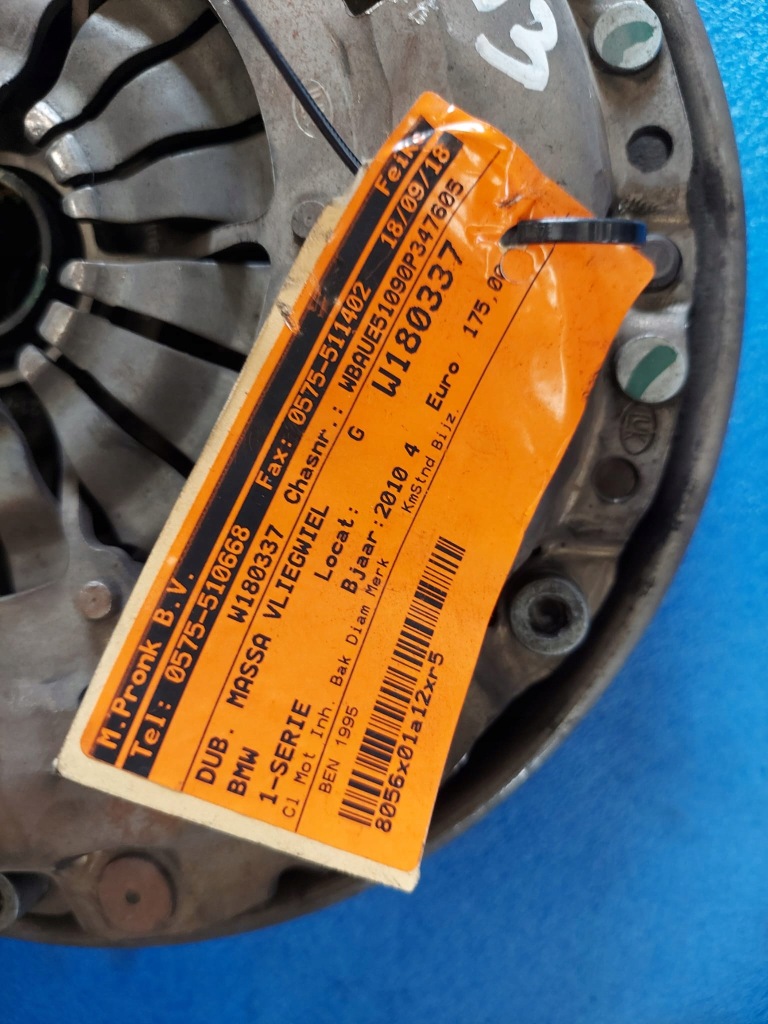 M.Pronk B.V. Feik
Tel: 0575-510668 Fax: 0575-511402 18/09/18
W180337 Chasnr.: WBAUE51090P347605
DUB. MASSA VLIEGWIEL G W180337
BMW Locat:
1-SERIE Bjaar:2010 4 Euro 175,0
Cl Mot Inh. Bak Diam Merk KmStnd Bijz.
BEN 1995
8056x01a12xr5
LUK